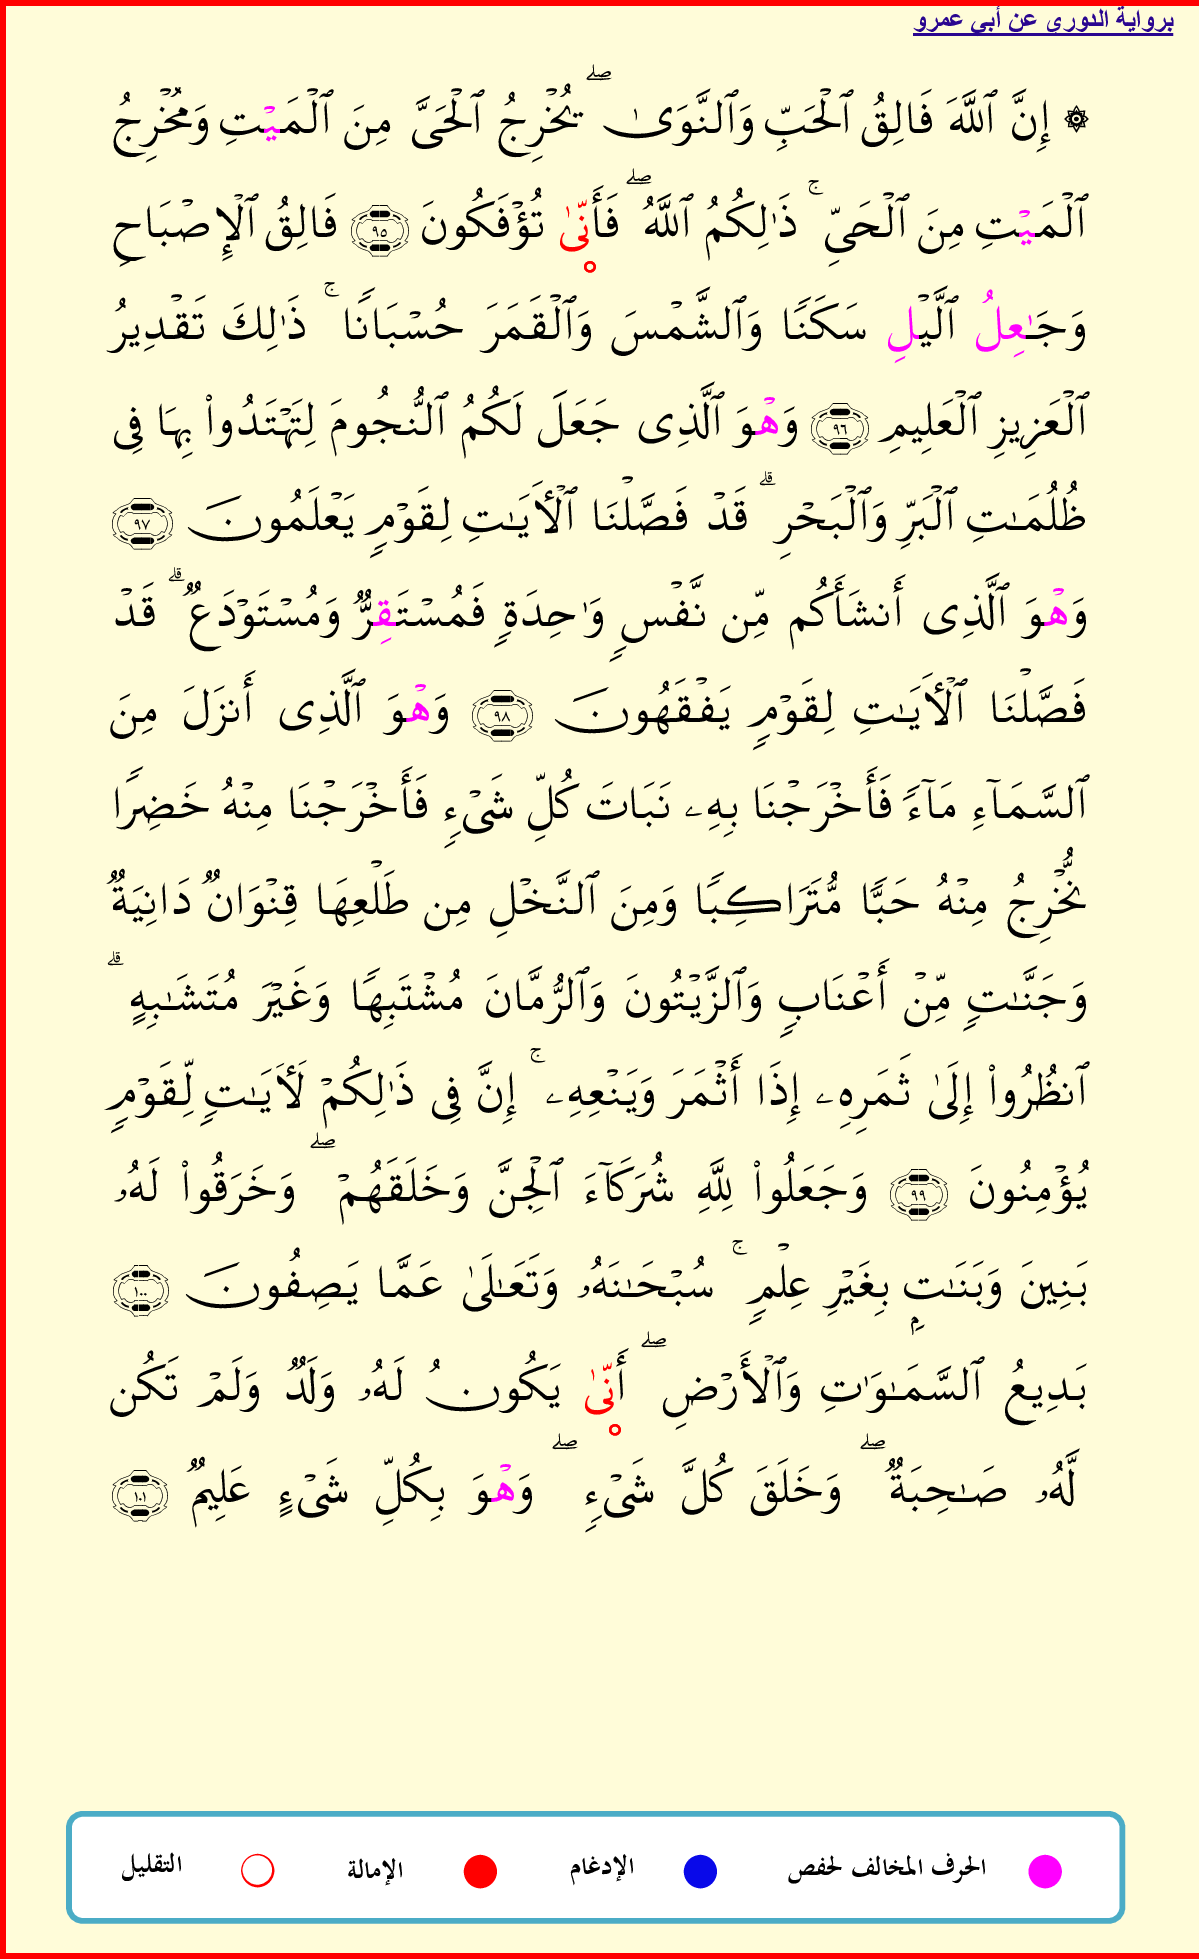 برواية الدوري عن أبي عمرو
۞ إِنَّ ٱللَّهَ فَالِقُ ٱلْحَبِّ وَٱلنَّوَىٰ ۖ يُخْرِجُ ٱلْحَىَّ مِنَ ٱلْمَيْتِ وَمُخْرِجُ
ٱلْمَيْتِ مِنَ ٱلْحَىِّ ۚ ذَٰلِكُمُ ٱللَّهُ ۖ فَأَنّىٰ تُؤْفَكُونَ ٩٥ فَالِقُ ٱلْإِصْبَاحِ
وَجَـٰعِلُ ٱلَّيْلِ سَكَنًا وَٱلشَّمْسَ وَٱلْقَمَرَ حُسْبَانًا ۚ ذَٰلِكَ تَقْدِيرُ
ٱلْعَزِيزِ ٱلْعَلِيمِ ٩٦ وَهْوَ ٱلَّذِى جَعَلَ لَكُمُ ٱلنُّجُومَ لِتَهْتَدُوا۟ بِهَا فِى
ظُلُمَـٰتِ ٱلْبَرِّ وَٱلْبَحْرِ ۗ قَدْ فَصَّلْنَا ٱلْأَيَـٰتِ لِقَوْمٍ يَعْلَمُونَ ٩٧
وَهْوَ ٱلَّذِى أَنشَأَكُم مِّن نَّفْسٍ وَٰحِدَةٍ فَمُسْتَقِرٌّ وَمُسْتَوْدَعٌ ۗ قَدْ
فَصَّلْنَا ٱلْأَيَـٰتِ لِقَوْمٍ يَفْقَهُونَ ٩٨ وَهْوَ ٱلَّذِى أَنزَلَ مِنَ
ٱلسَّمَآءِ مَآءً فَأَخْرَجْنَا بِهِۦ نَبَاتَ كُلِّ شَىْءٍ فَأَخْرَجْنَا مِنْهُ خَضِرًا
نُّخْرِجُ مِنْهُ حَبًّا مُّتَرَاكِبًا وَمِنَ ٱلنَّخْلِ مِن طَلْعِهَا قِنْوَانٌ دَانِيَةٌ
وَجَنَّـٰتٍ مِّنْ أَعْنَابٍ وَٱلزَّيْتُونَ وَٱلرُّمَّانَ مُشْتَبِهًا وَغَيْرَ مُتَشَـٰبِهٍ ۗ
ٱنظُرُوا۟ إِلَىٰ ثَمَرِهِۦ إِذَا أَثْمَرَ وَيَنْعِهِۦ ۚ إِنَّ فِى ذَٰلِكُمْ لَأَيَـٰتٍ لِّقَوْمٍ
يُؤْمِنُونَ ٩٩ وَجَعَلُوا۟ لِلَّهِ شُرَكَآءَ ٱلْجِنَّ وَخَلَقَهُمْ ۖ وَخَرَقُوا۟ لَهُۥ
بَنِينَ وَبَنَـٰتٍۭ بِغَيْرِ عِلْمٍ ۚ سُبْحَـٰنَهُۥ وَتَعَـٰلَىٰ عَمَّا يَصِفُونَ ١٠٠
بَدِيعُ ٱلسَّمَـٰوَٰتِ وَٱلْأَرْضِ ۖ أَنّىٰ يَكُونُ لَهُۥ وَلَدٌ وَلَمْ تَكُن
لَّهُۥ صَـٰحِبَةٌ ۖ وَخَلَقَ كُلَّ شَىْءٍ ۖ وَهْوَ بِكُلِّ شَىْءٍ عَلِيمٌ ١٠١
الحرف المخالف لحفص الإدغام الإمالة التقليل